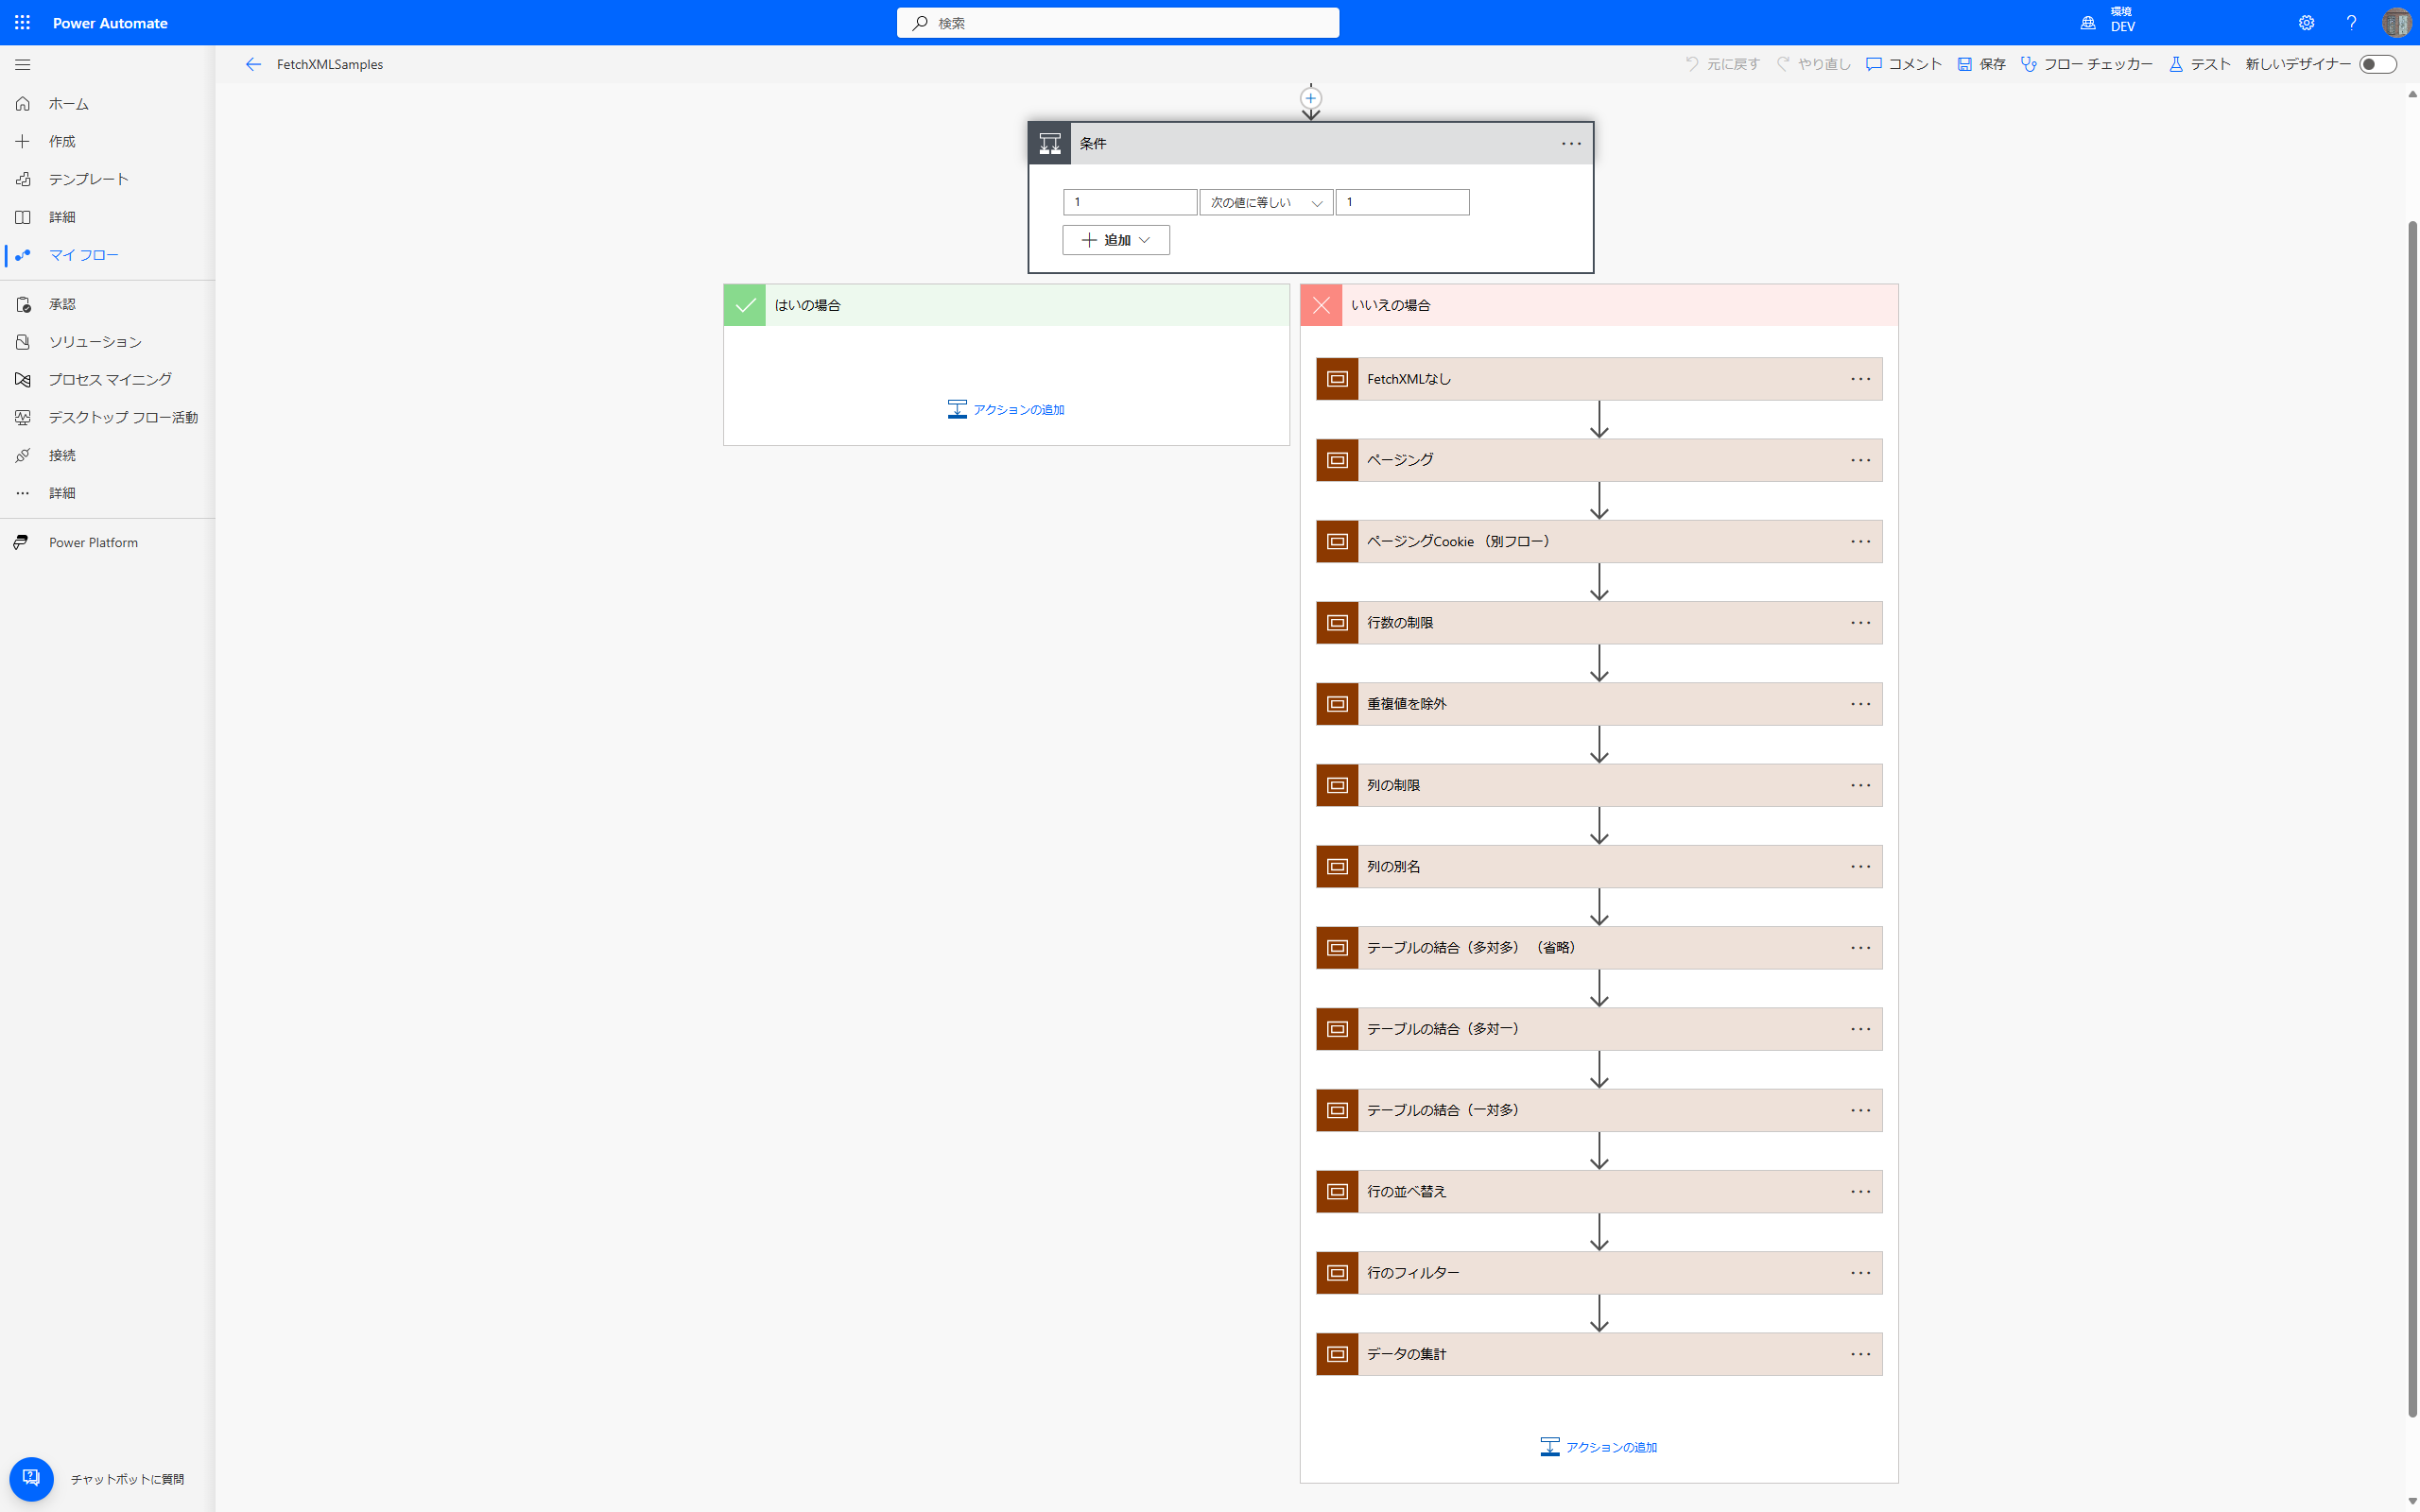 Power Automate
検索
環境
DEV
FetchXMLSamples
元に戻す
やり直し
コメント
保存
フロー チェッカー
テスト
新しいデザイナー
ホーム
作成
テンプレート
詳細
マイ フロー
承認
ソリューション
プロセス マイニング
デスクトップ フロー活動
接続
詳細
Power Platform
チャットボットに質問
条件
1
次の値に等しい
1
追加
はいの場合
アクションの追加
いいえの場合
FetchXMLなし
ページング
ページングCookie （別フロー）
行数の制限
重複値を除外
列の制限
列の別名
テーブルの結合（多対多）（省略）
テーブルの結合（多対一）
テーブルの結合（一対多）
行の並べ替え
行のフィルター
データの集計
アクションの追加